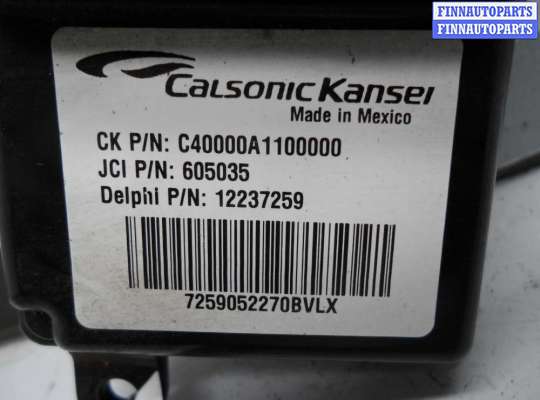 FINNAUTOPARTS
FINNAUTOPARTS
CalsonicKansei
Made in Mexico
CK P/N: C40000A1100000
JCI P/N: 605035
Delphi P/N: 12237259
7259052270BVLX